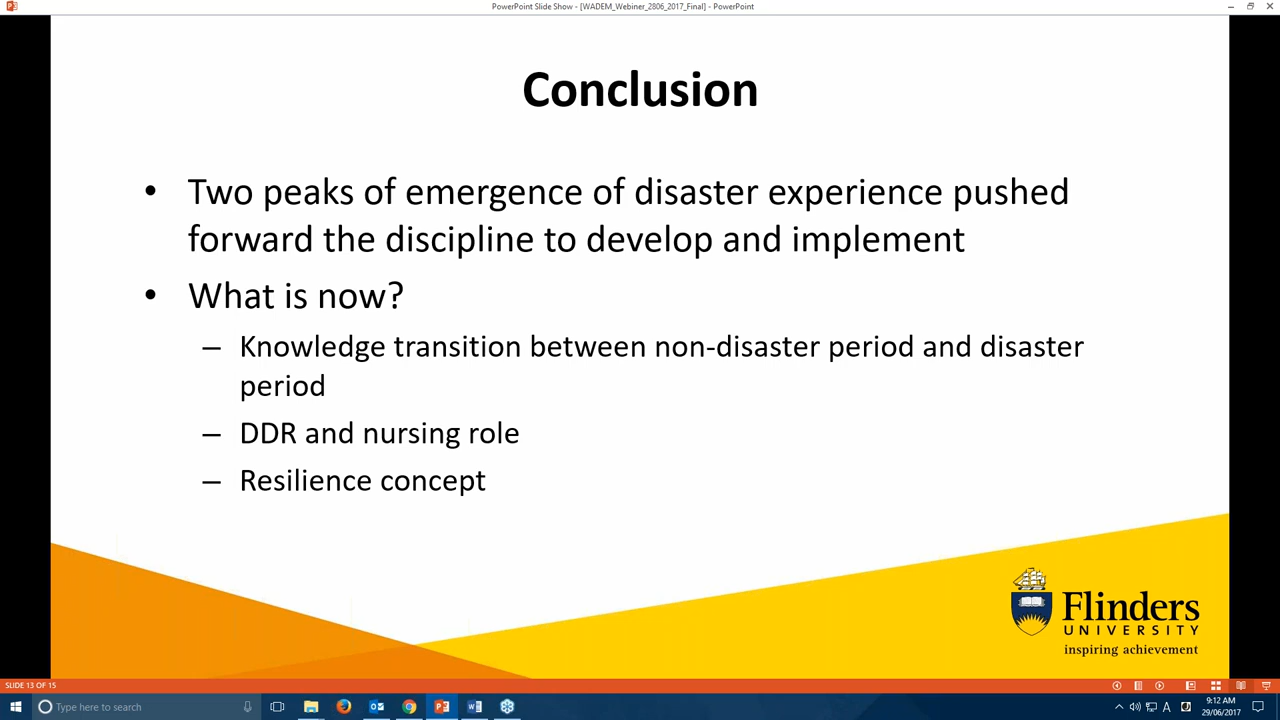 PowerPoint Slide Show - [WADEM_Webiner_2806_2017_Final] - PowerPoint
Conclusion
• Two peaks of emergence of disaster experience pushed
forward the discipline to develop and implement
• What is now?
– Knowledge transition between non-disaster period and disaster
period
– DDR and nursing role
– Resilience concept
Flinders
UNIVERSITY
inspiring achievement
SLIDE 13 OF 15
Type here to search
A
9:12 AM
29/06/2017